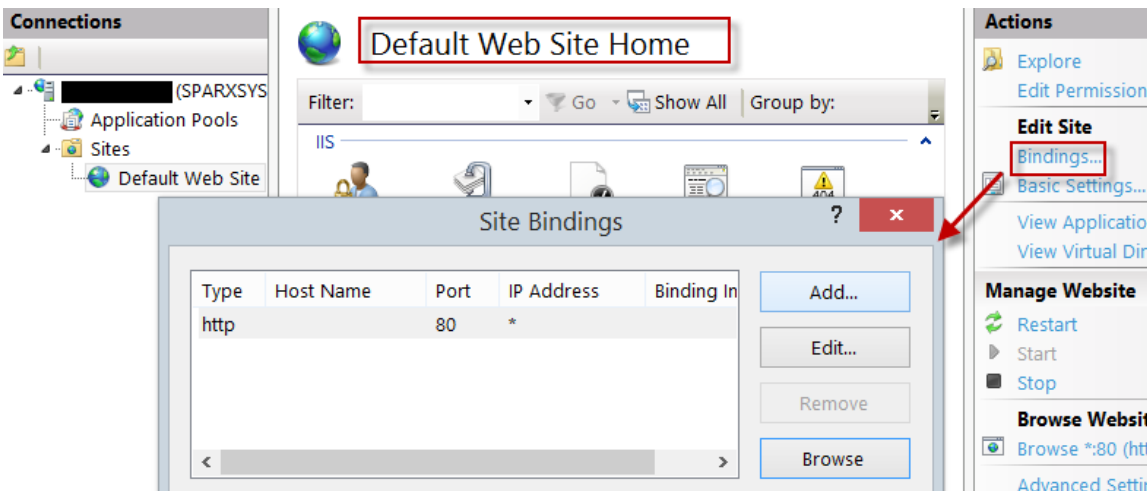 Connections
(SPARXSYS
Application Pools
Sites
Default Web Site
Default Web Site Home
Filter:
Go
Show All
Group by:
IIS
404
Actions
Explore
Edit Permission
Edit Site
Bindings...
Basic Settings...
View Applicatio
View Virtual Dir
Manage Website
Restart
Start
Stop
Browse Websit
Browse *:80 (htt
Advanced Settin
Site Bindings
?
x
Type Host Name Port IP Address Binding In
http 80 *
Add...
Edit...
Remove
Browse